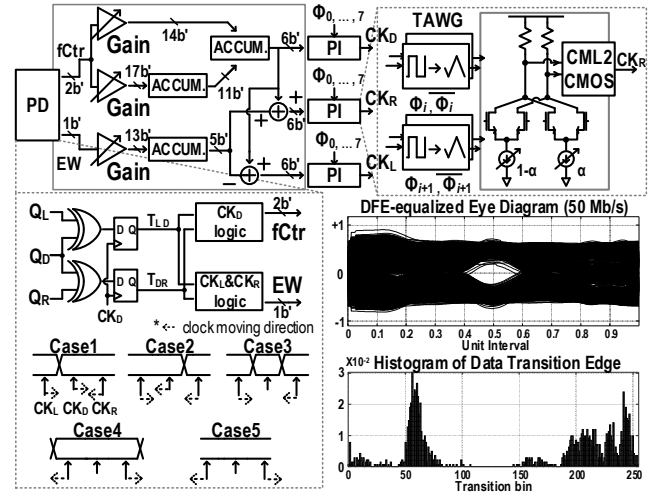 fCtr
2b'
PD
1b'
EW
Gain
14b'
17b'
Gain
ACCUM.
11b'
ACCUM.
13b'
Gain
ACCUM.
5b'
6b'
+
+
6b'
+
−
6b'
Φ0, ... , 7
PI
CKD
Φ0, ... , 7
PI
CKR
Φ0, ... , 7
PI
CKL
TAWG
Φi, Φi
Φi+1, Φi+1
CML2
CMOS
CKR
1-α
α
QL
QD
QR
D Q
D Q
CKD
TLD
TDR
CKD
logic
CKL&CKR
logic
2b'
fCtr
EW
1b'
* clock moving direction
Case1
Case2
Case3
CKL CKD CKR
Case4
Case5
DFE-equalized Eye Diagram (50 Mb/s)
+1
0
-1
0 0.1 0.2 0.3 0.4 0.5 0.6 0.7 0.8 0.9
Unit Interval
X10-2 Histogram of Data Transition Edge
3
2
1
0
0 50 100 150 200 250
Transition bin